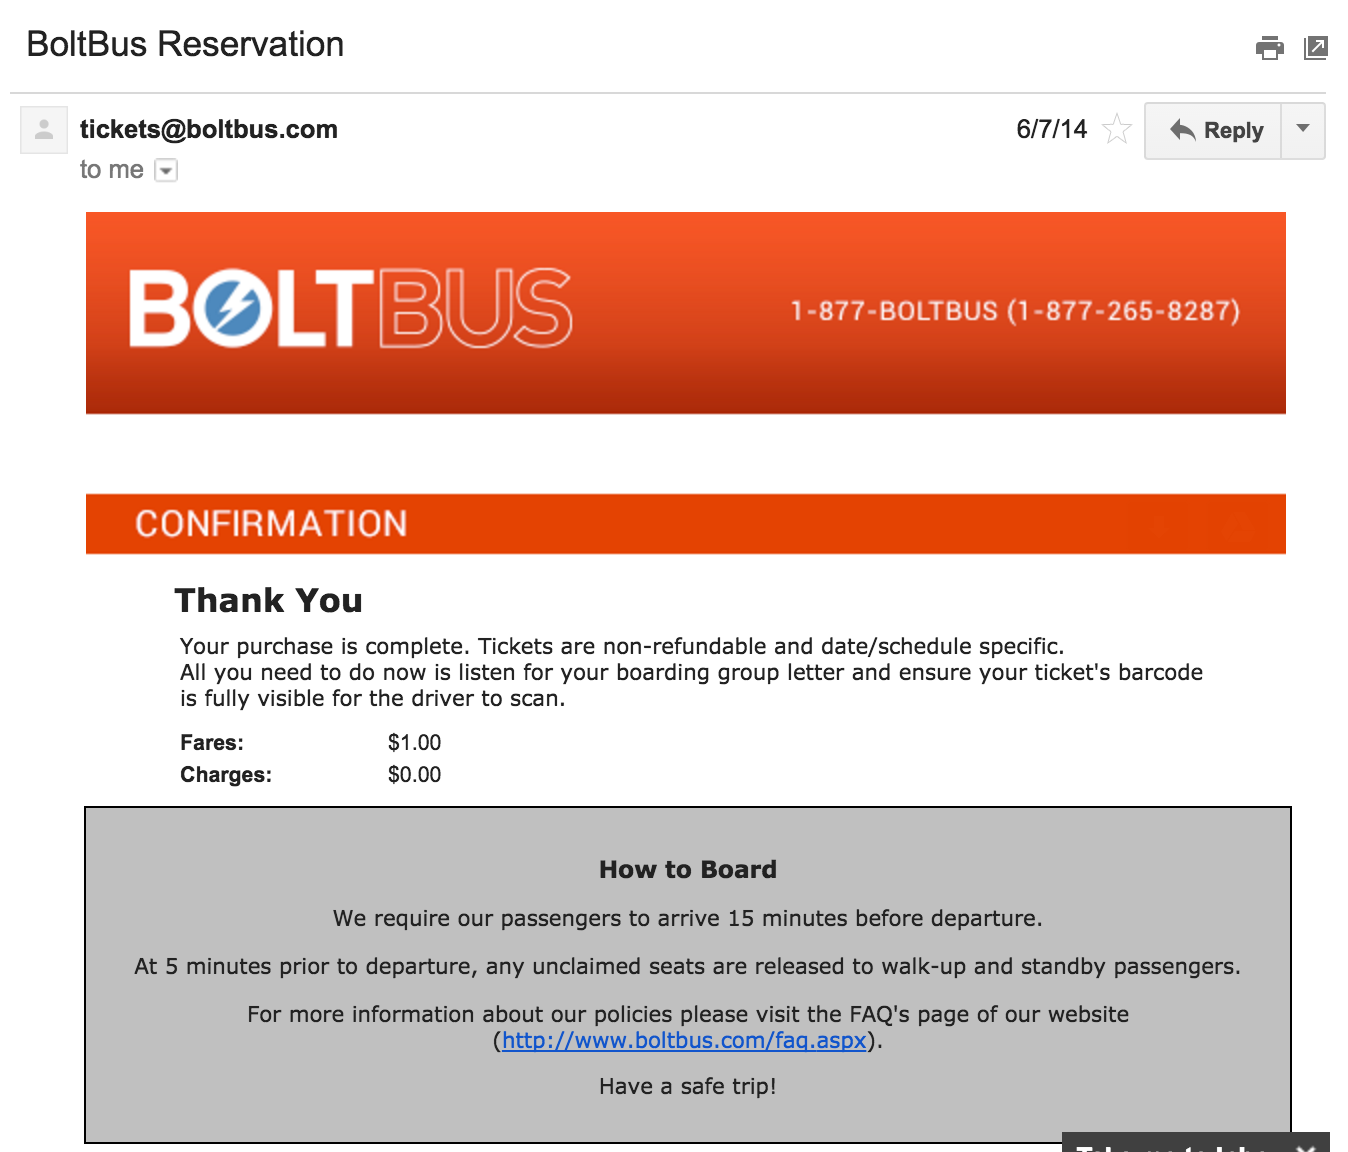 BoltBus Reservation
tickets@boltbus.com
6/7/14
Reply
to me
BOLTBUS
1-877-BOLTBUS (1-877-265-8287)
CONFIRMATION
Thank You
Your purchase is complete. Tickets are non-refundable and date/schedule specific.
All you need to do now is listen for your boarding group letter and ensure your ticket's barcode
is fully visible for the driver to scan.
Fares: $1.00
Charges: $0.00
How to Board
We require our passengers to arrive 15 minutes before departure.
At 5 minutes prior to departure, any unclaimed seats are released to walk-up and standby passengers.
For more information about our policies please visit the FAQ's page of our website
(http://www.boltbus.com/faq.aspx).
Have a safe trip!